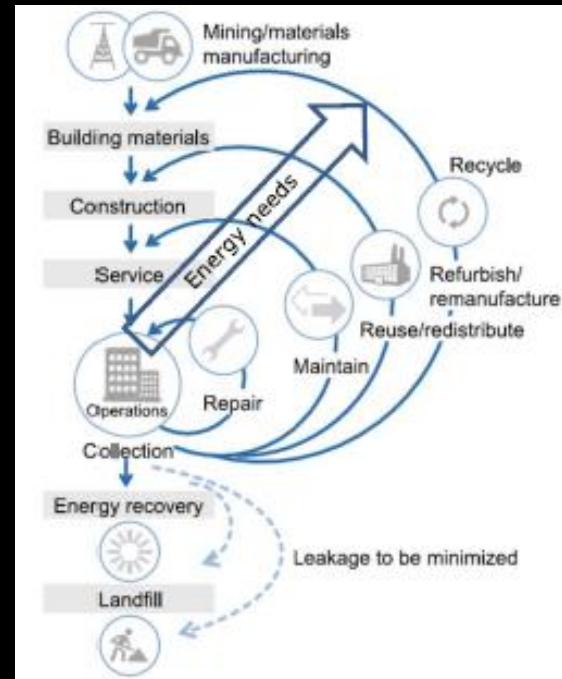 Mining/materials
manufacturing
Building materials
Recycle
Construction
Energy needs
Service
Refurbish/
remanufacture
Reuse/redistribute
Maintain
Repair
Operations
Collection
Energy recovery
Leakage to be minimized
Landfill